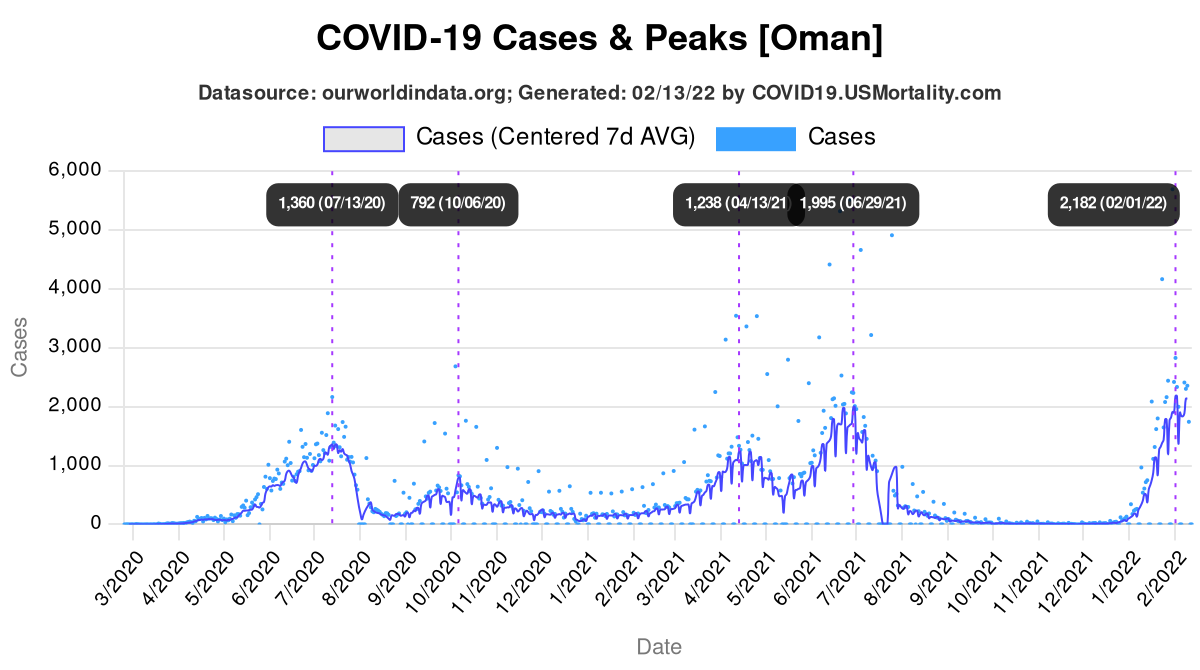 COVID-19 Cases & Peaks [Oman]
Datasource: ourworldindata.org; Generated: 02/13/22 by COVID19.USMortality.com
Cases (Centered 7d AVG) Cases
6,000
1,360 (07/13/20) 792 (10/06/20) 1,238 (04/13/21) 1,995 (06/29/21) 2,182 (02/01/22)
5,000
4,000
3,000
2,000
1,000
0
Cases
3/2020 4/2020 5/2020 6/2020 7/2020 8/2020 9/2020 10/2020 11/2020 12/2020 1/2021 2/2021 3/2021 4/2021 5/2021 6/2021 7/2021 8/2021 9/2021 10/2021 11/2021 12/2021 1/2022 2/2022
Date